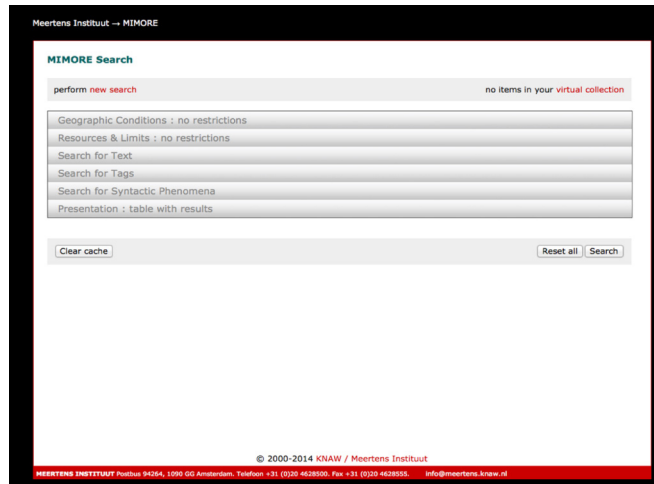 Meertens Instituut → MIMORE
MIMORE Search
perform new search no items in your virtual collection
Geographic Conditions : no restrictions
Resources & Limits : no restrictions
Search for Text
Search for Tags
Search for Syntactic Phenomena
Presentation : table with results
Clear cache Reset all Search
© 2000-2014 KNAW / Meertens Instituut
MEERTENS INSTITUUT Postbus 94264, 1090 GG Amsterdam. Telefoon +31 (0)20 4628500. Fax +31 (0)20 4628555. info@meertens.knaw.nl